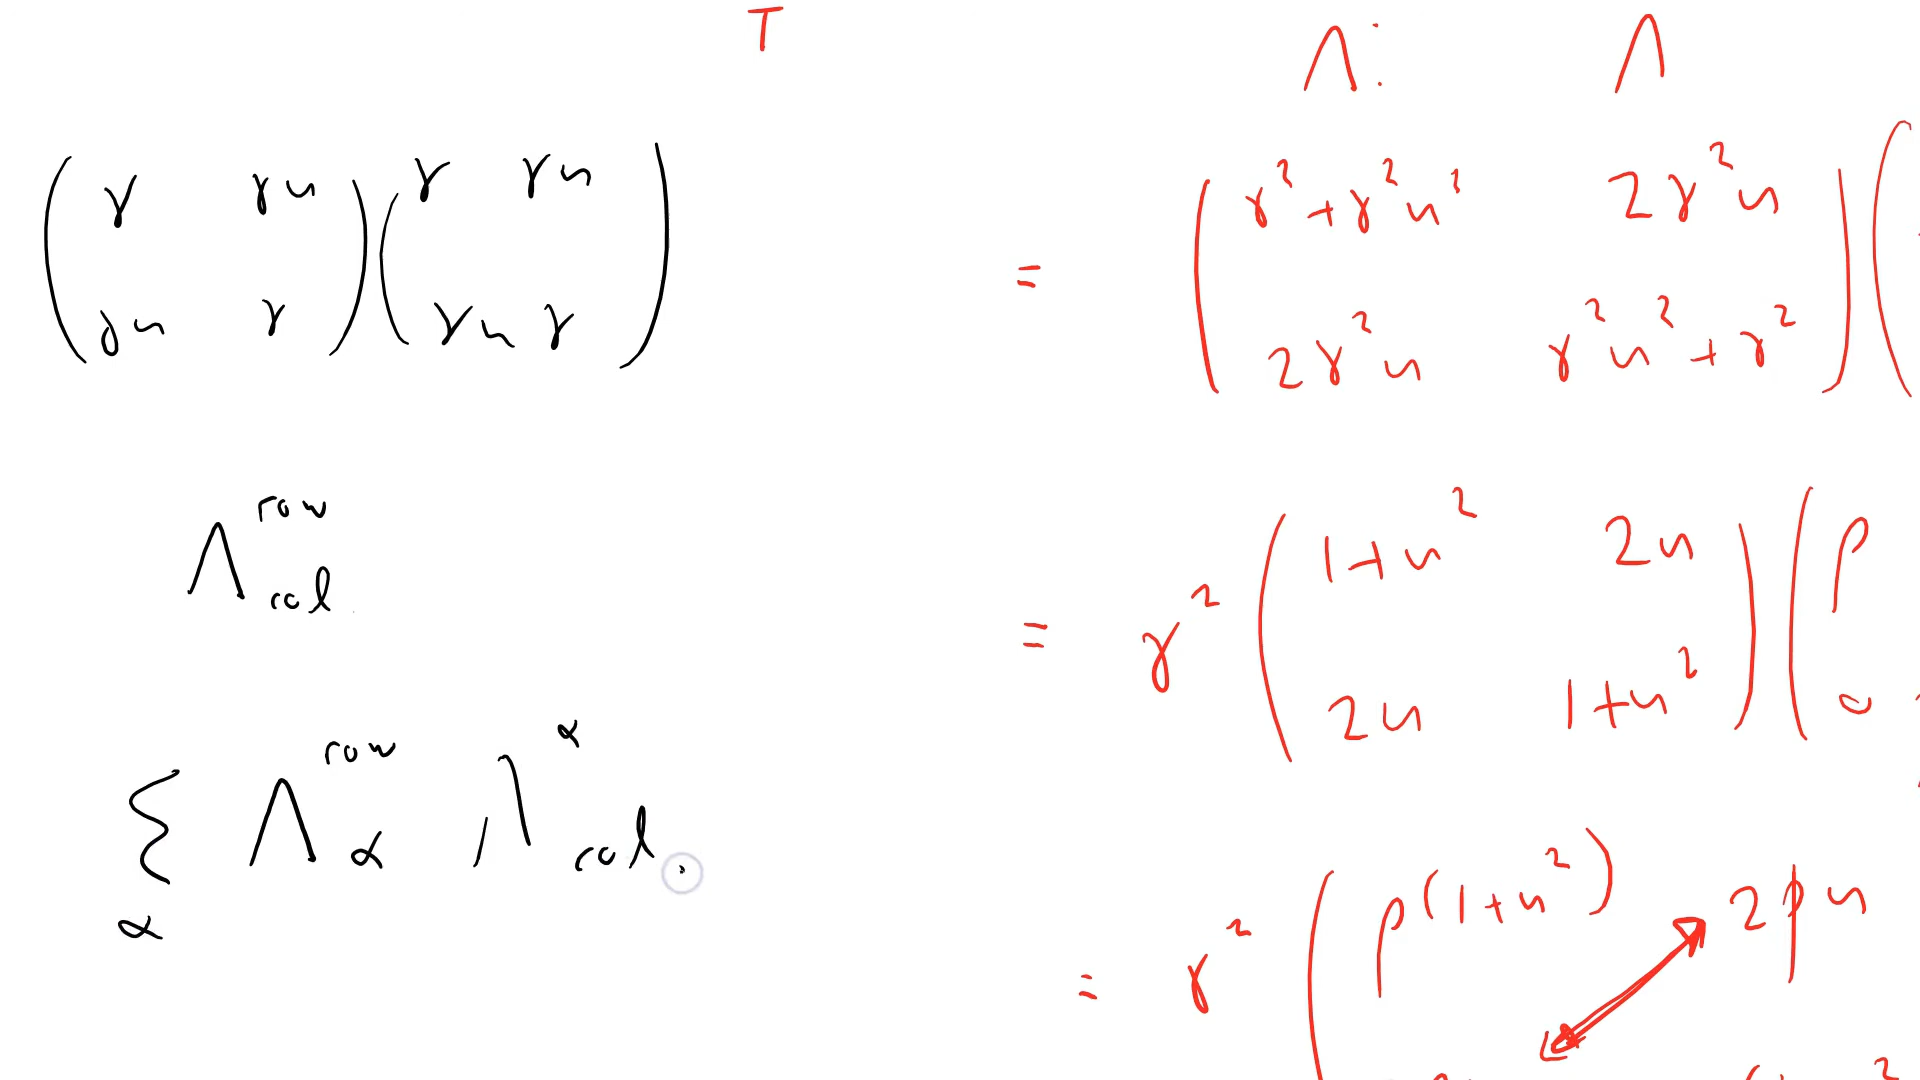 T
Λ: Λ
( γ γu ) ( γ γu )
( γu γ ) ( γu γ )
= ( γ² + γ²u² 2γ²u ) (
( 2γ²u γ²u² + γ² )
Λ^row_col
= γ² ( 1+u² 2u ) ( ρ
( 2u 1+u² ) ( 0
Σ_α Λ^row_α Λ^α_col
= γ² ( ρ(1+u²) 2ρu